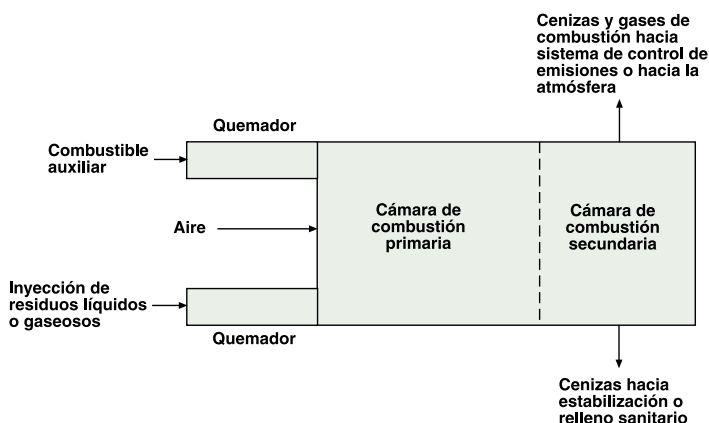 Cenizas y gases de
combustión hacia
sistema de control de
emisiones o hacia la
atmósfera
Quemador
Combustible
auxiliar
Aire
Cámara de
combustión
primaria
Cámara de
combustión
secundaria
Inyección de
residuos líquidos
o gaseosos
Quemador
Cenizas hacia
estabilización o
relleno sanitario